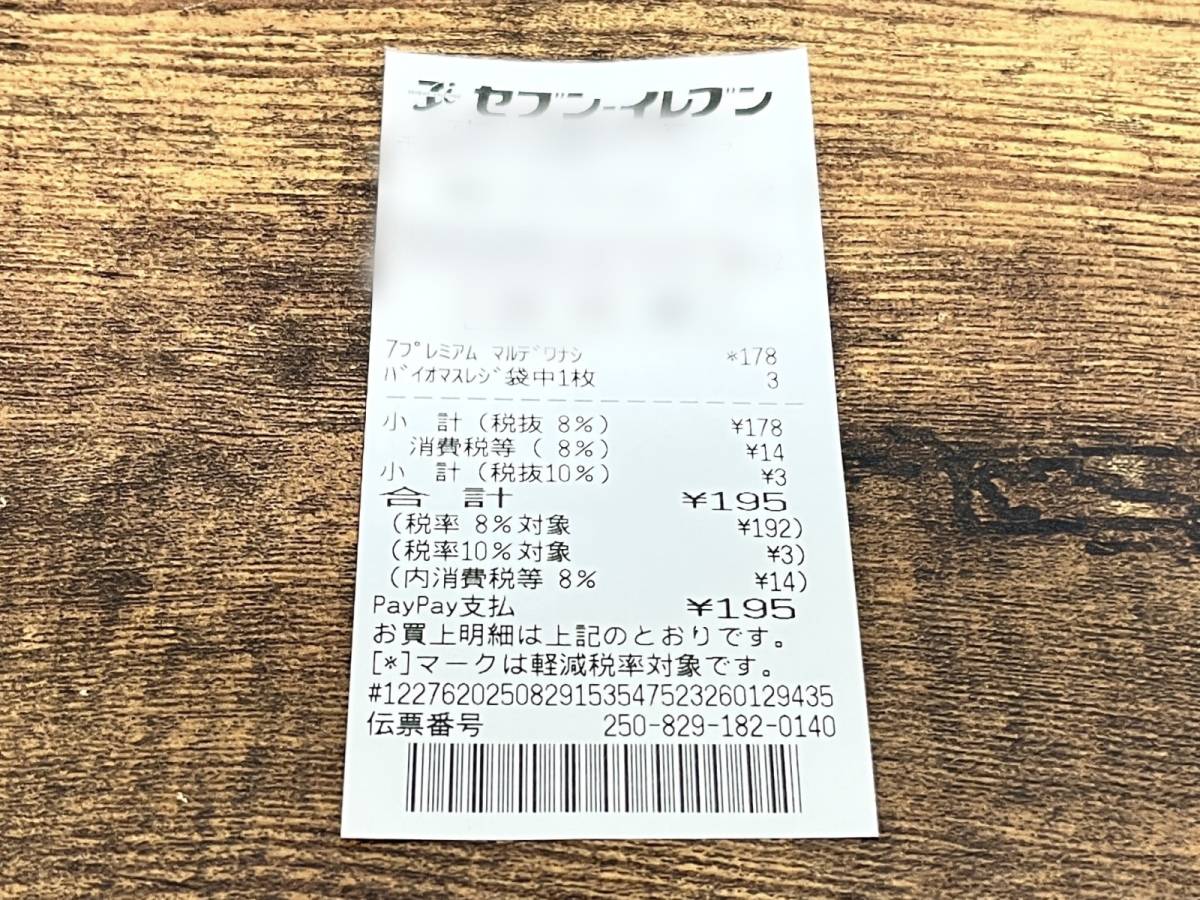 セブン-イレブン
7プレミアム マルデワナシ *178
バイオマスレジ袋中1枚 3
小 計(税抜 8%) ¥178
消費税等( 8%) ¥14
小 計(税抜10%) ¥3
合 計 ¥195
(税率 8%対象 ¥192)
(税率10%対象 ¥3)
(内消費税等 8% ¥14)
PayPay支払 ¥195
お買上明細は上記のとおりです。
[*]マークは軽減税率対象です。
#122762025082915354752326012943​5
伝票番号 250-829-182-0140